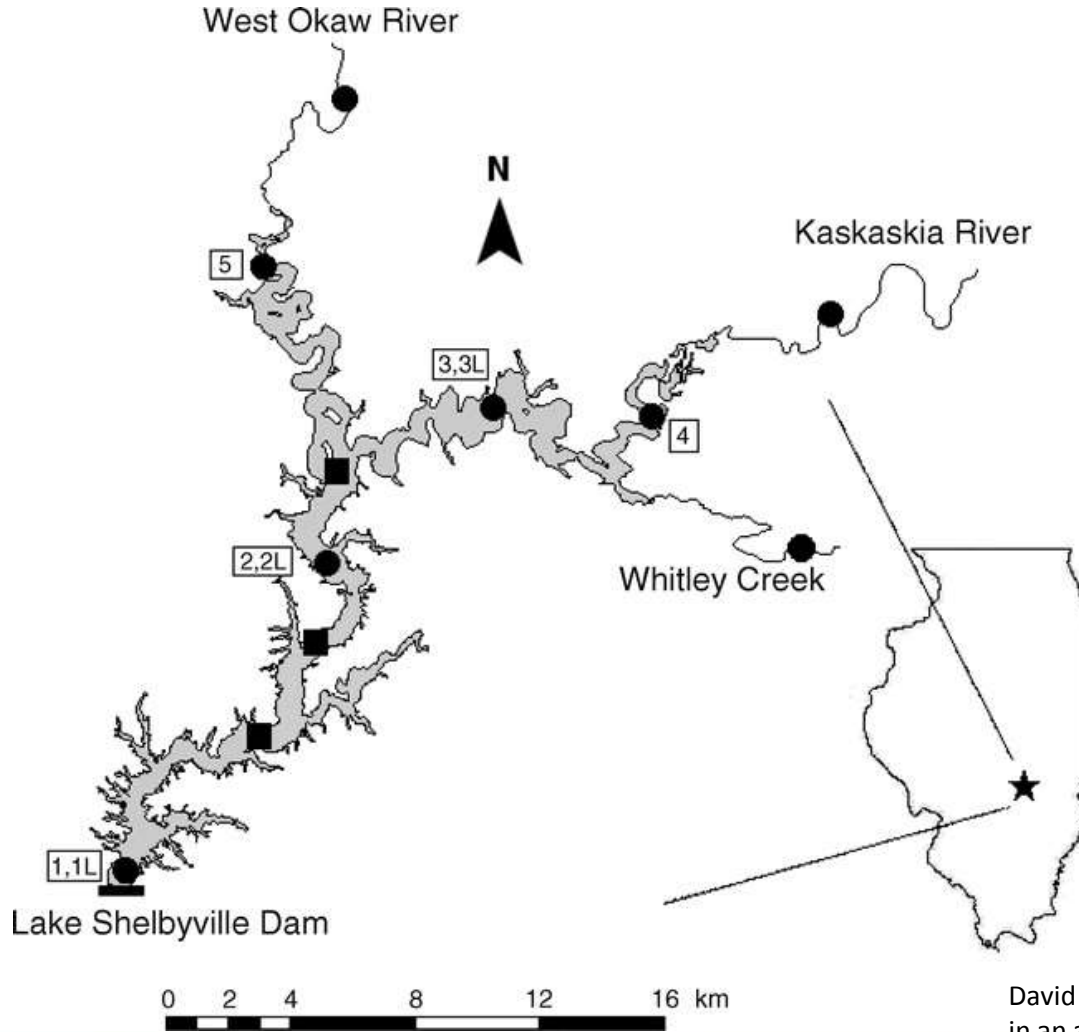 West Okaw River
N
Kaskaskia River
5
3,3L
4
2,2L
Whitley Creek
1,1L
Lake Shelbyville Dam
0 2 4 8 12 16 km
David
in an a